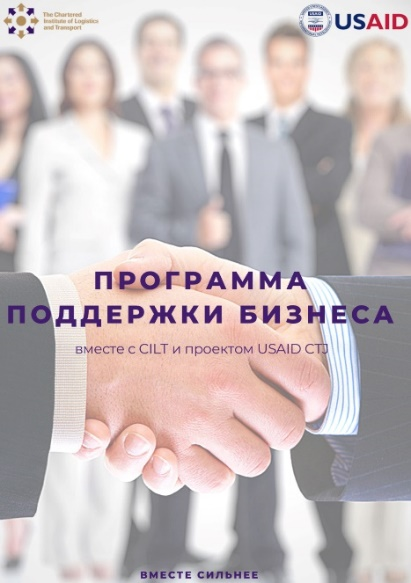 The Chartered
Institute of Logistics
and Transport
USAID
ПРОГРАММА
ПОДДЕРЖКИ БИЗНЕСА
вместе с CILT и проектом USAID CTJ
ВМЕСТЕ СИЛЬНЕЕ